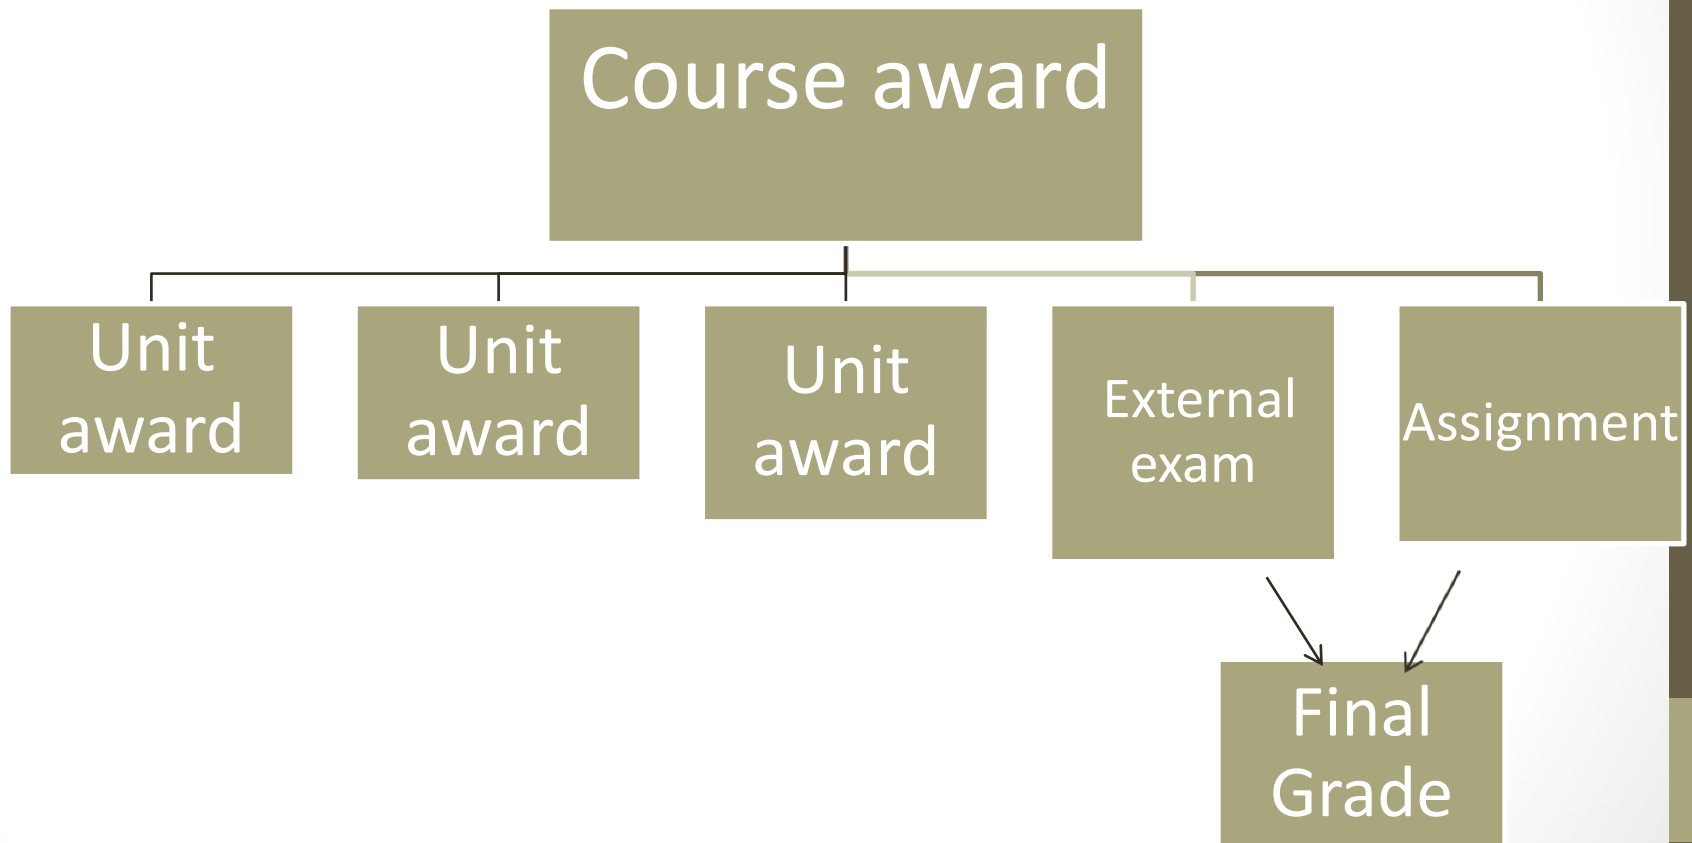 Course award
Unit
award
Unit
award
Unit
award
External
exam
Assignment
Final
Grade